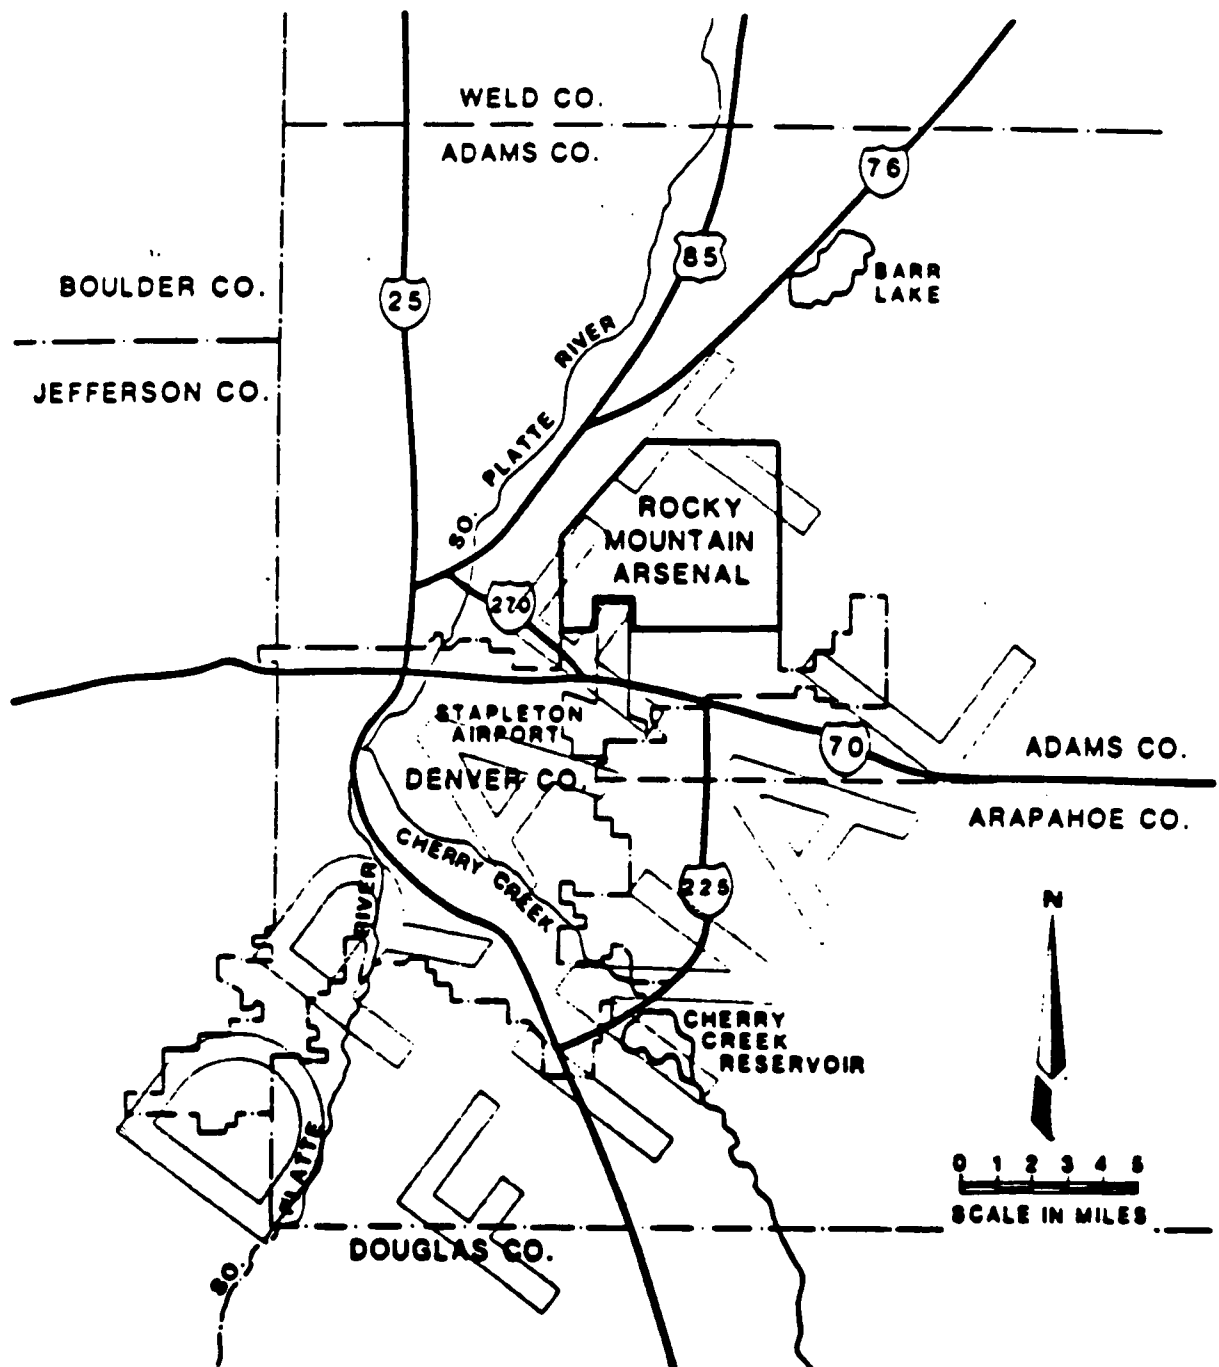 WELD CO.
ADAMS CO.
76
85
BARR
LAKE
BOULDER CO.
25
JEFFERSON CO.
SO. PLATTE RIVER
ROCKY
MOUNTAIN
ARSENAL
270
STAPLETON
AIRPORT
70
ADAMS CO.
DENVER CO.
ARAPAHOE CO.
CHERRY CREEK
225
N
CHERRY
CREEK
RESERVOIR
0 1 2 3 4 5
SCALE IN MILES
DOUGLAS CO.
SO. PLATTE RIVER
DRAFT
FINAL